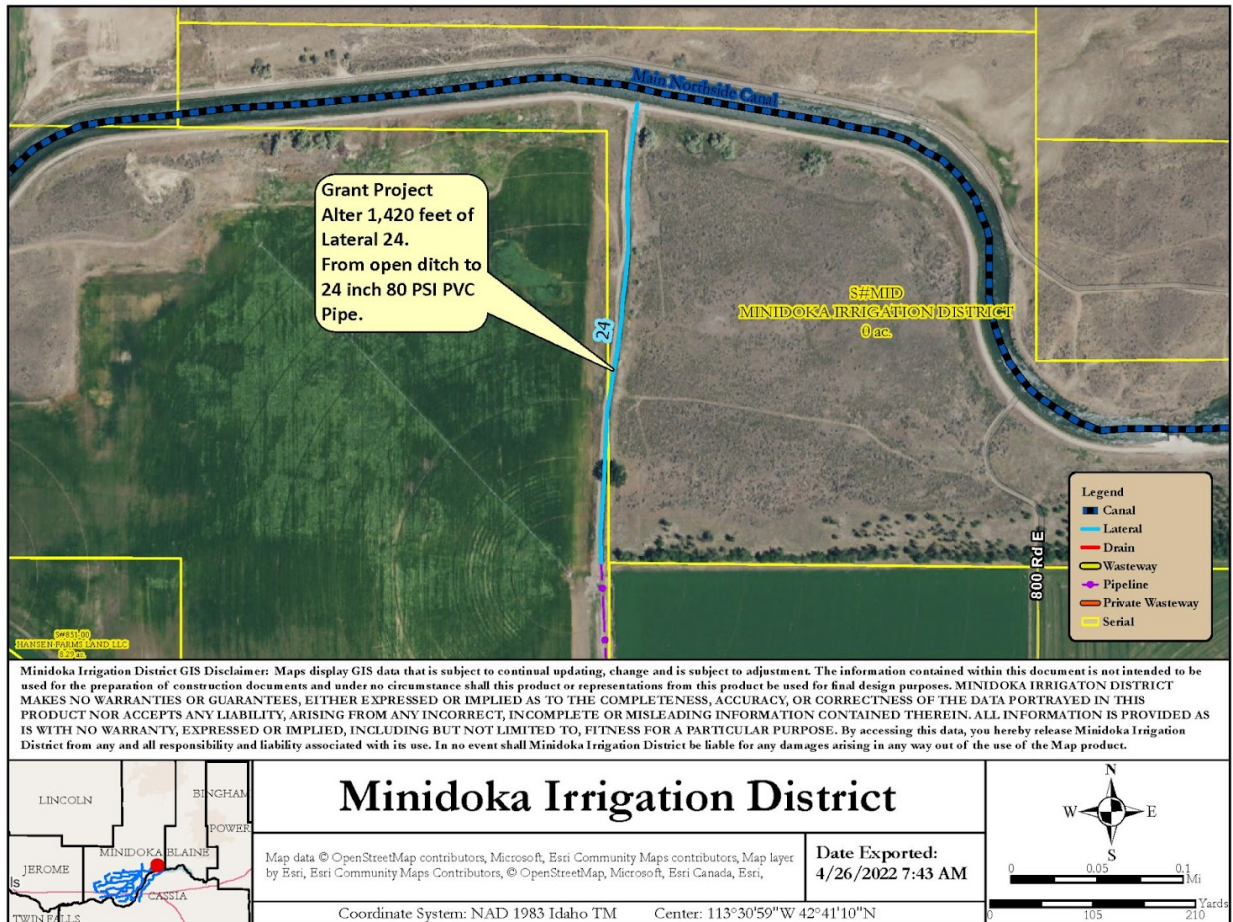 Main Northside Canal
Grant Project
Alter 1,420 feet of
Lateral 24.
From open ditch to
24 inch 80 PSI PVC
Pipe.
24
S#MID
MINIDOKA IRRIGATION DISTRICT
0 ac.
800 Rd E
Legend
Canal
Lateral
Drain
Wasteway
Pipeline
Private Wasteway
Serial
S#851-00
HANSEN FARMS LAND LLC
8.29 ac.
Minidoka Irrigation District GIS Disclaimer: Maps display GIS data that is subject to continual updating, change and is subject to adjustment. The information contained within this document is not intended to be
used for the preparation of construction documents and under no circumstance shall this product or representations from this product be used for final design purposes. MINIDOKA IRRIGATON DISTRICT
MAKES NO WARRANTIES OR GUARANTEES, EITHER EXPRESSED OR IMPLIED AS TO THE COMPLETENESS, ACCURACY, OR CORRECTNESS OF THE DATA PORTRAYED IN THIS
PRODUCT NOR ACCEPTS ANY LIABILITY, ARISING FROM ANY INCORRECT, INCOMPLETE OR MISLEADING INFORMATION CONTAINED THEREIN. ALL INFORMATION IS PROVIDED AS
IS WITH NO WARRANTY, EXPRESSED OR IMPLIED, INCLUDING BUT NOT LIMITED TO, FITNESS FOR A PARTICULAR PURPOSE. By accessing this data, you hereby release Minidoka Irrigation
District from any and all responsibility and liability associated with its use. In no event shall Minidoka Irrigation District be liable for any damages arising in any way out of the use of the Map product.
LINCOLN
BINGHAM
POWER
MINIDOKA
BLAINE
JEROME
ls
CASSIA
TWIN FALLS
Minidoka Irrigation District
Map data © OpenStreetMap contributors, Microsoft, Esri Community Maps contributors, Map layer
by Esri, Esri Community Maps Contributors, © OpenStreetMap, Microsoft, Esri Canada, Esri,
Date Exported:
4/26/2022 7:43 AM
Coordinate System: NAD 1983 Idaho TM Center: 113°30'59"W 42°41'10"N
N
W E
S
0 0.05 0.1
Mi
Yards
0 105 210